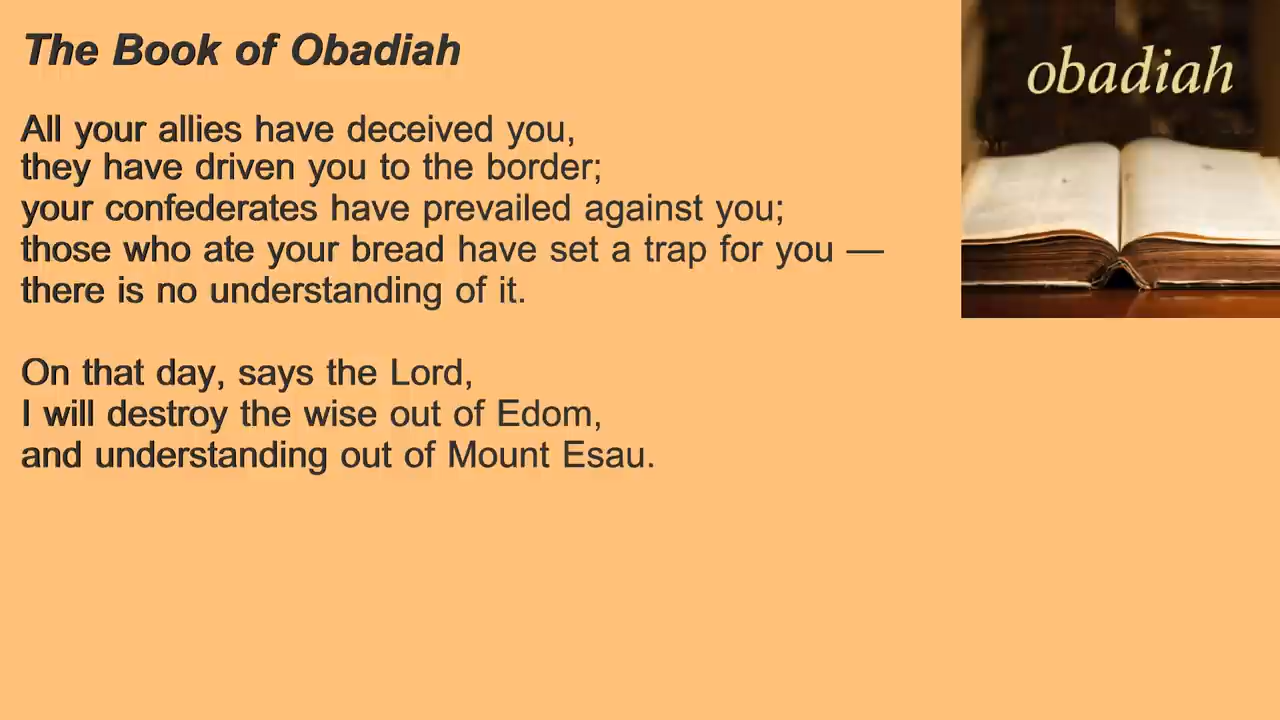 The Book of Obadiah
obadiah
All your allies have deceived you,
they have driven you to the border;
your confederates have prevailed against you;
those who ate your bread have set a trap for you —
there is no understanding of it.
On that day, says the Lord,
I will destroy the wise out of Edom,
and understanding out of Mount Esau.